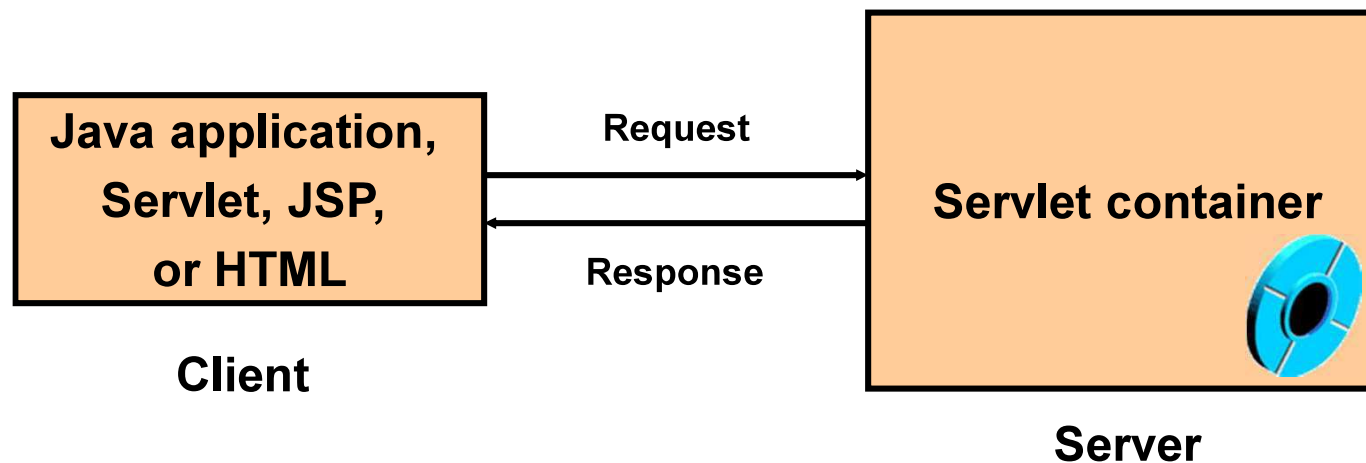 Java application,
Servlet, JSP,
or HTML
Client
Request
Response
Servlet container
Server